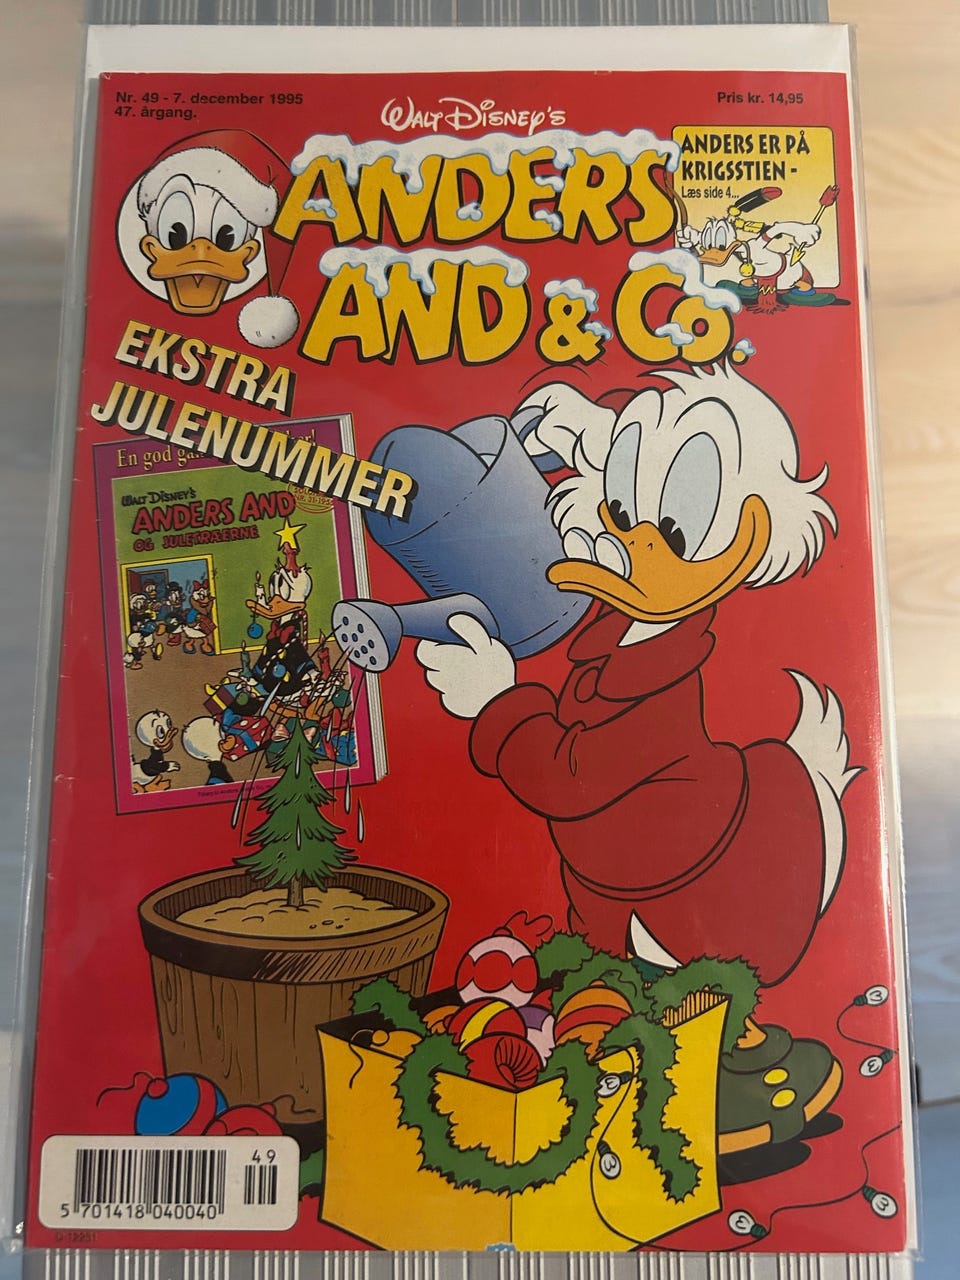 Nr. 49 - 7. december 1995
47. årgang.
Pris kr. 14,95
WALT DISNEY'S
ANDERS
AND & Co.
ANDERS ER PÅ
KRIGSSTIEN -
Læs side 4...
EKSTRA
JULENUMMER
En god
WALT DISNEY'S
ANDERS AND
OG JULETRÆERNE
49
5 701418 040040